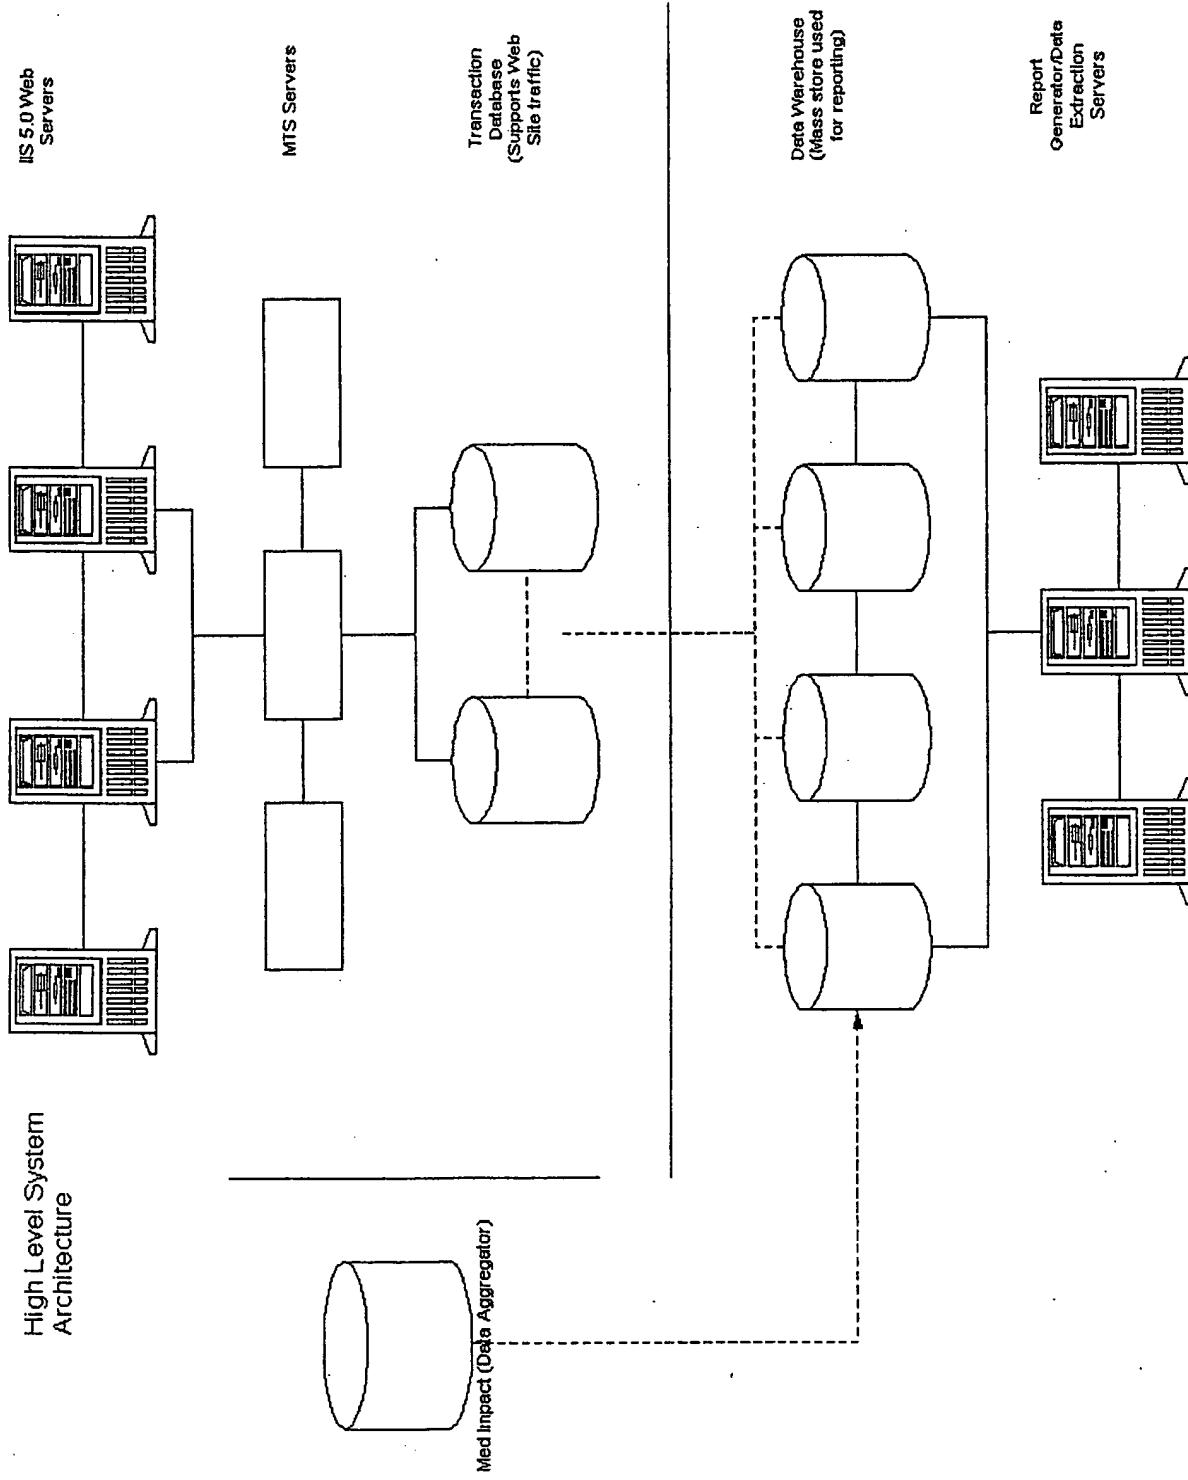 High Level System
Architecture
IIS 5.0 Web
Servers
MTS Servers
Transaction
Database
(Supports Web
Site traffic)
Med Impact (Data Aggregator)
Data Warehouse
(Mass store used
for reporting)
Report
Generator/Data
Extraction
Servers